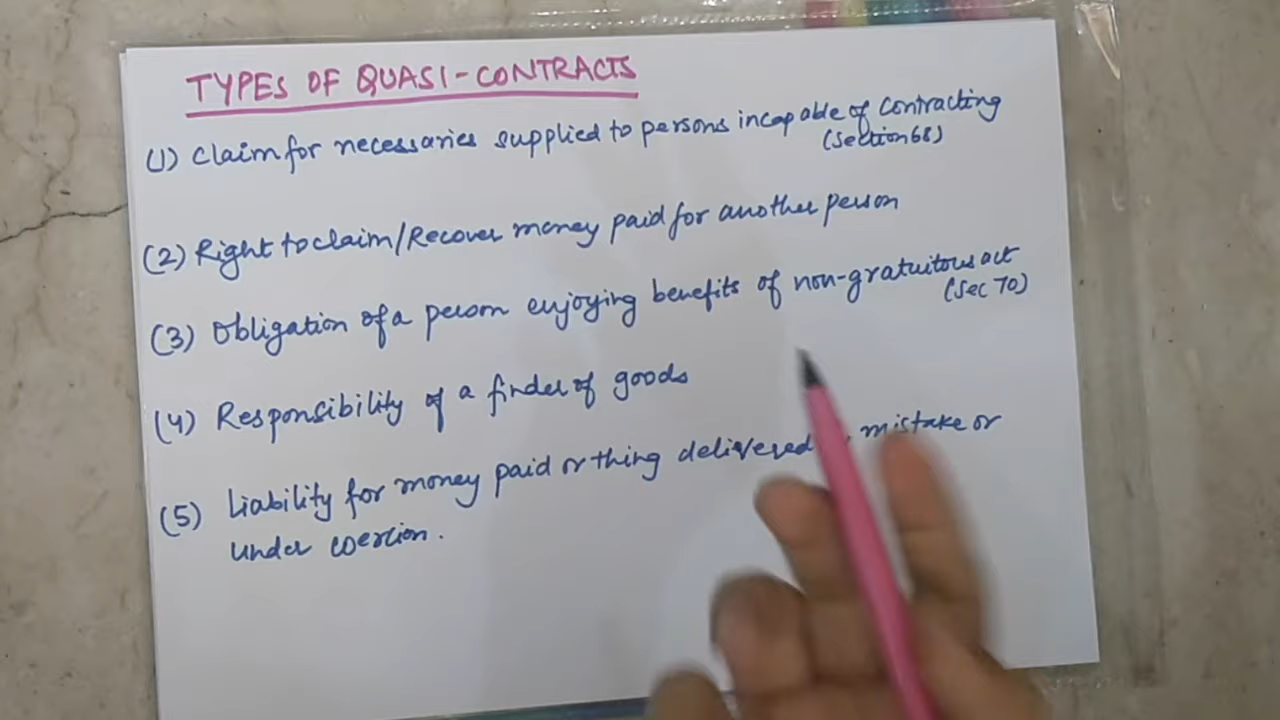 TYPES OF QUASI-CONTRACTS
(1) Claim for necessaries supplied to persons incapable of contracting
(Section 68)
(2) Right to claim/Recover money paid for another person
(3) Obligation of a person enjoying benefits of non-gratuitous act
(Sec 70)
(4) Responsibility of a finder of goods
(5) Liability for money paid or thing delivered mistake or
under coercion.